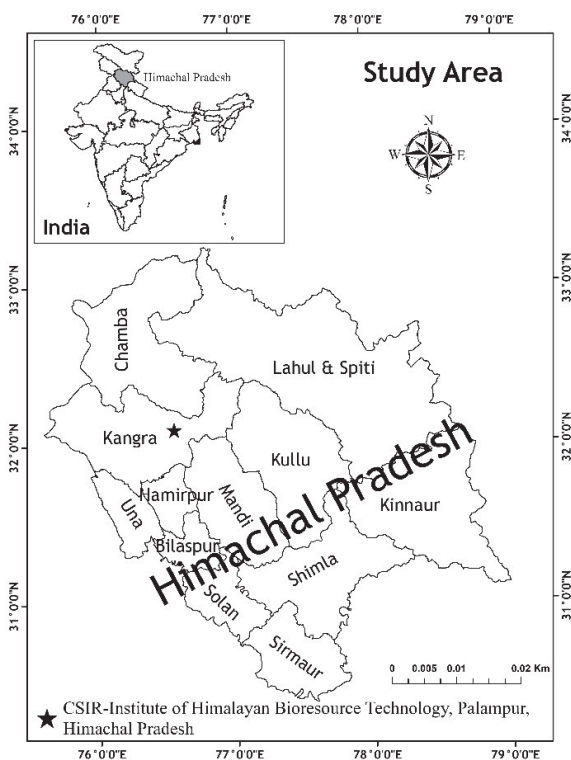 76°0'0"E 77°0'0"E 78°0'0"E 79°0'0"E
Study Area
Himachal Pradesh
India
N
W E
S
34°0'0"N 34°0'0"N
33°0'0"N 33°0'0"N
32°0'0"N 32°0'0"N
31°0'0"N 31°0'0"N
Chamba
Lahul & Spiti
Kangra
Kullu
Hamirpur
Una
Mandi
Kinnaur
Himachal Pradesh
Bilaspur
Shimla
Solan
Sirmaur
0 0.005 0.01 0.02 Km
CSIR-Institute of Himalayan Bioresource Technology, Palampur,
Himachal Pradesh
76°0'0"E 77°0'0"E 78°0'0"E 79°0'0"E